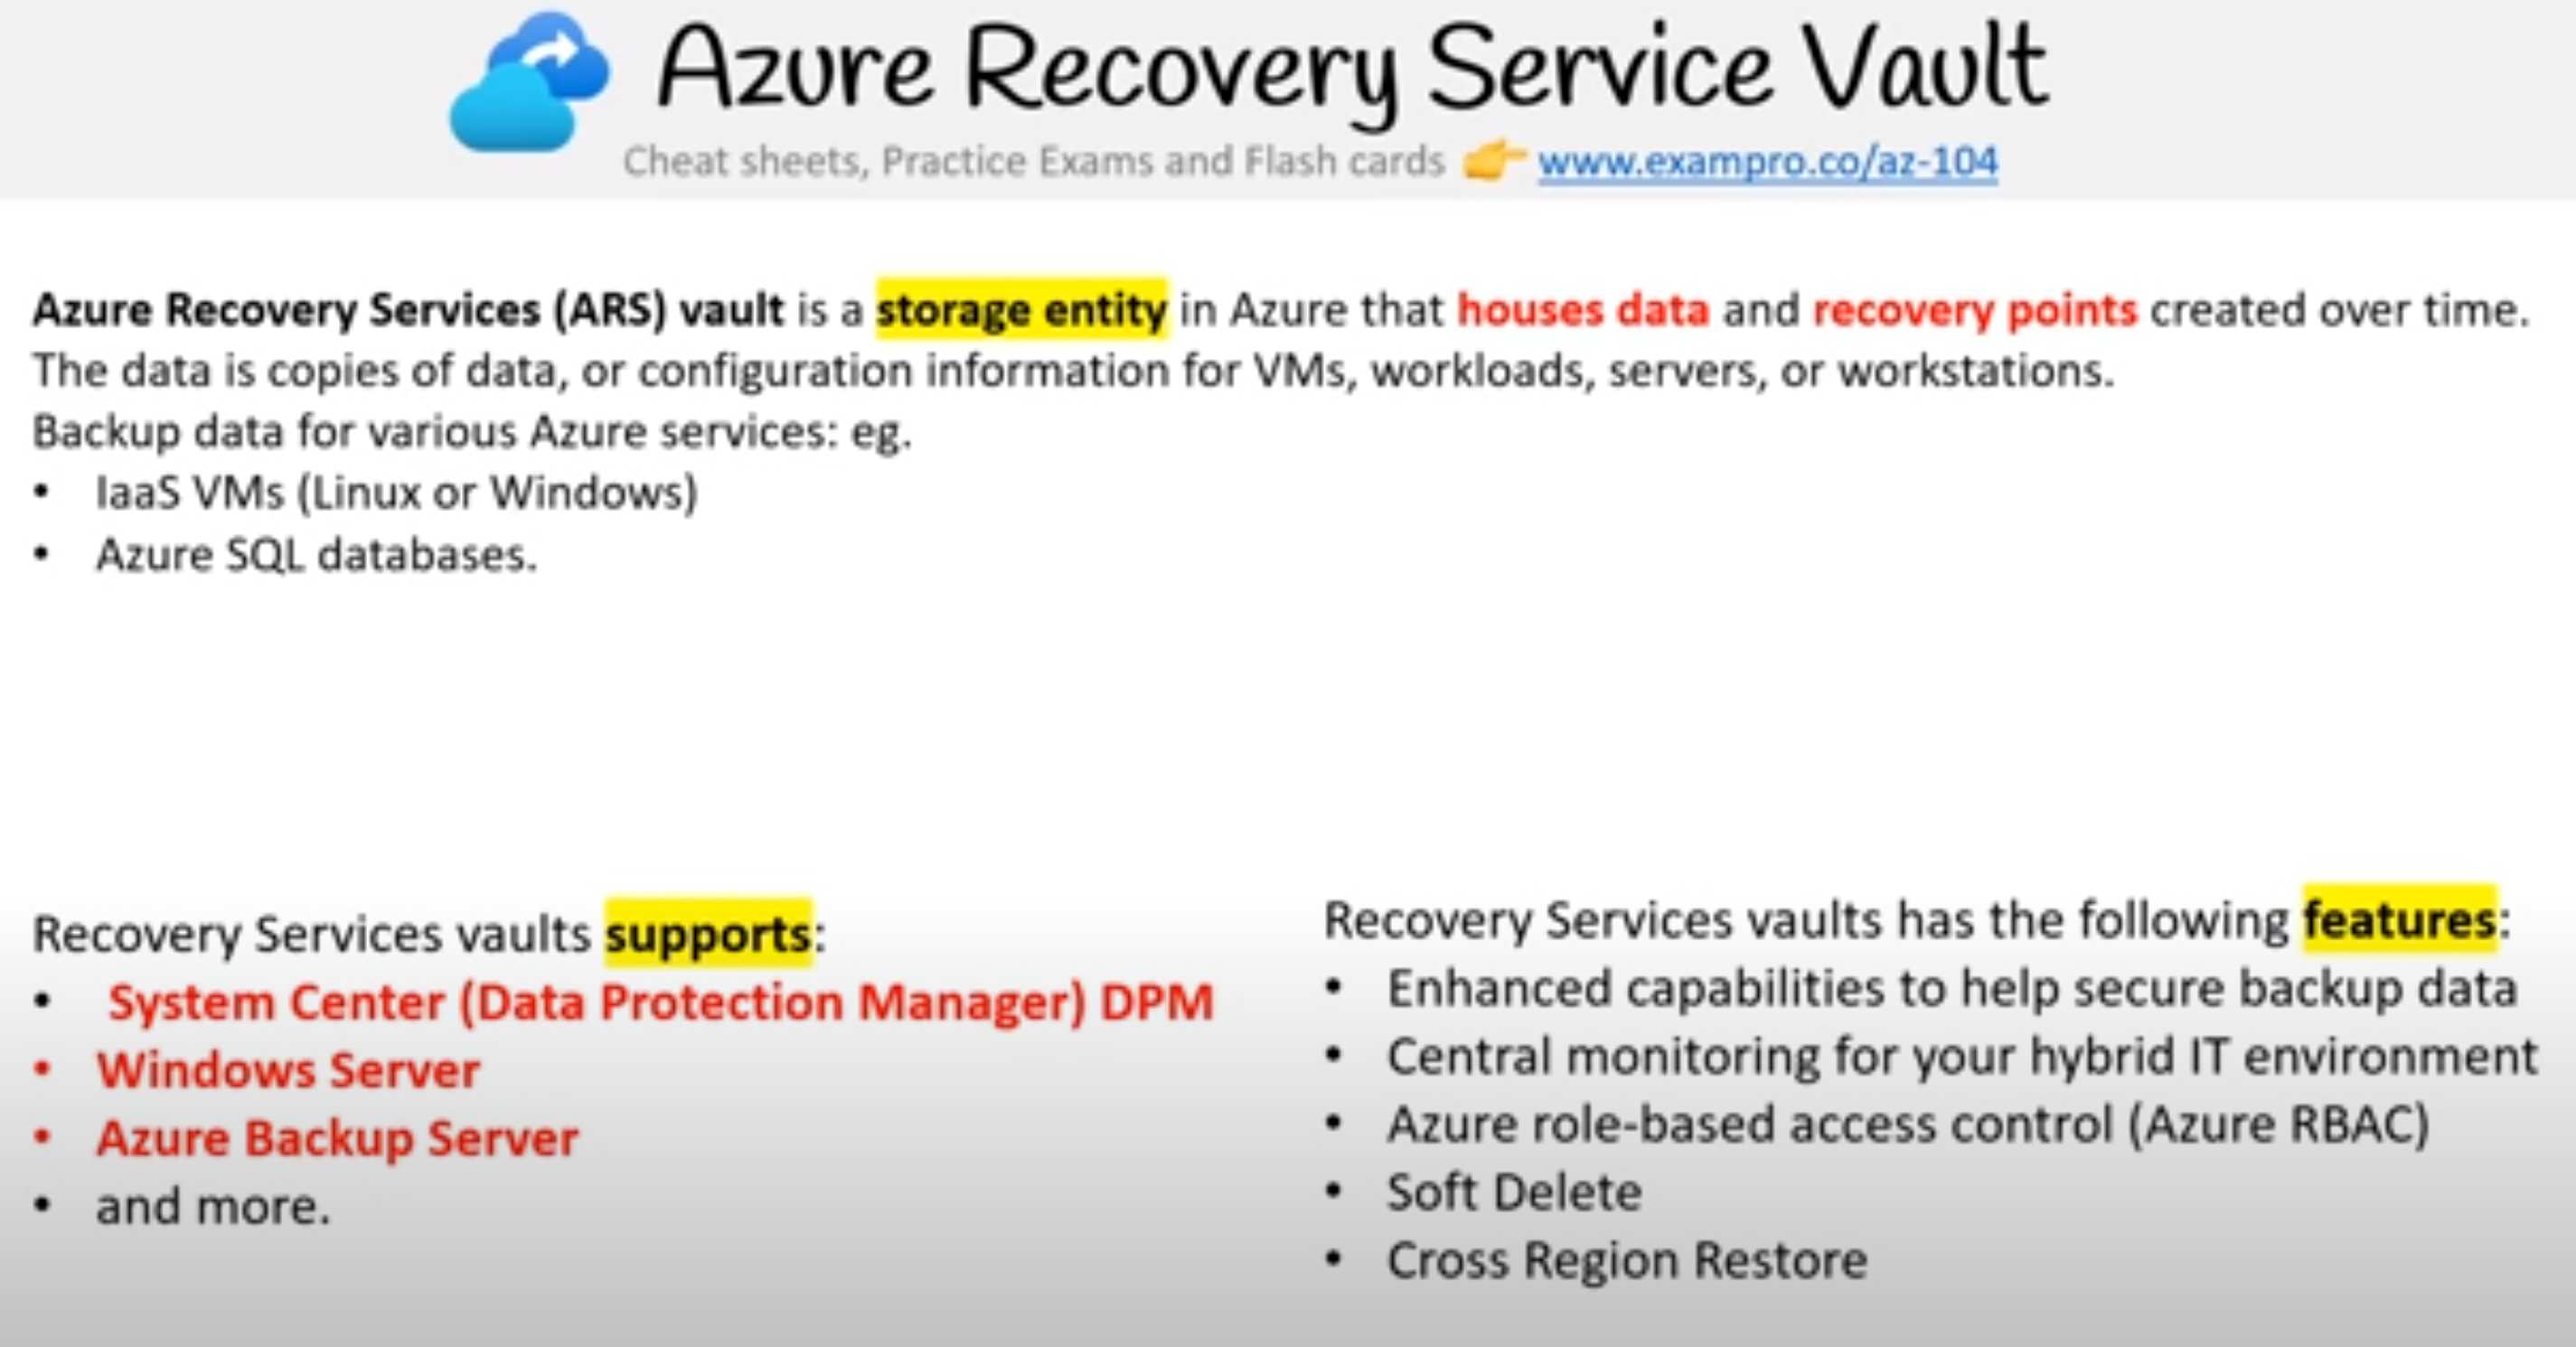 Azure Recovery Service Vault
Cheat sheets, Practice Exams and Flash cards 👉 www.exampro.co/az-104
Azure Recovery Services (ARS) vault is a storage entity in Azure that houses data and recovery points created over time.
The data is copies of data, or configuration information for VMs, workloads, servers, or workstations.
Backup data for various Azure services: eg.
• IaaS VMs (Linux or Windows)
• Azure SQL databases.
Recovery Services vaults supports:
• System Center (Data Protection Manager) DPM
• Windows Server
• Azure Backup Server
• and more.
Recovery Services vaults has the following features:
• Enhanced capabilities to help secure backup data
• Central monitoring for your hybrid IT environment
• Azure role-based access control (Azure RBAC)
• Soft Delete
• Cross Region Restore